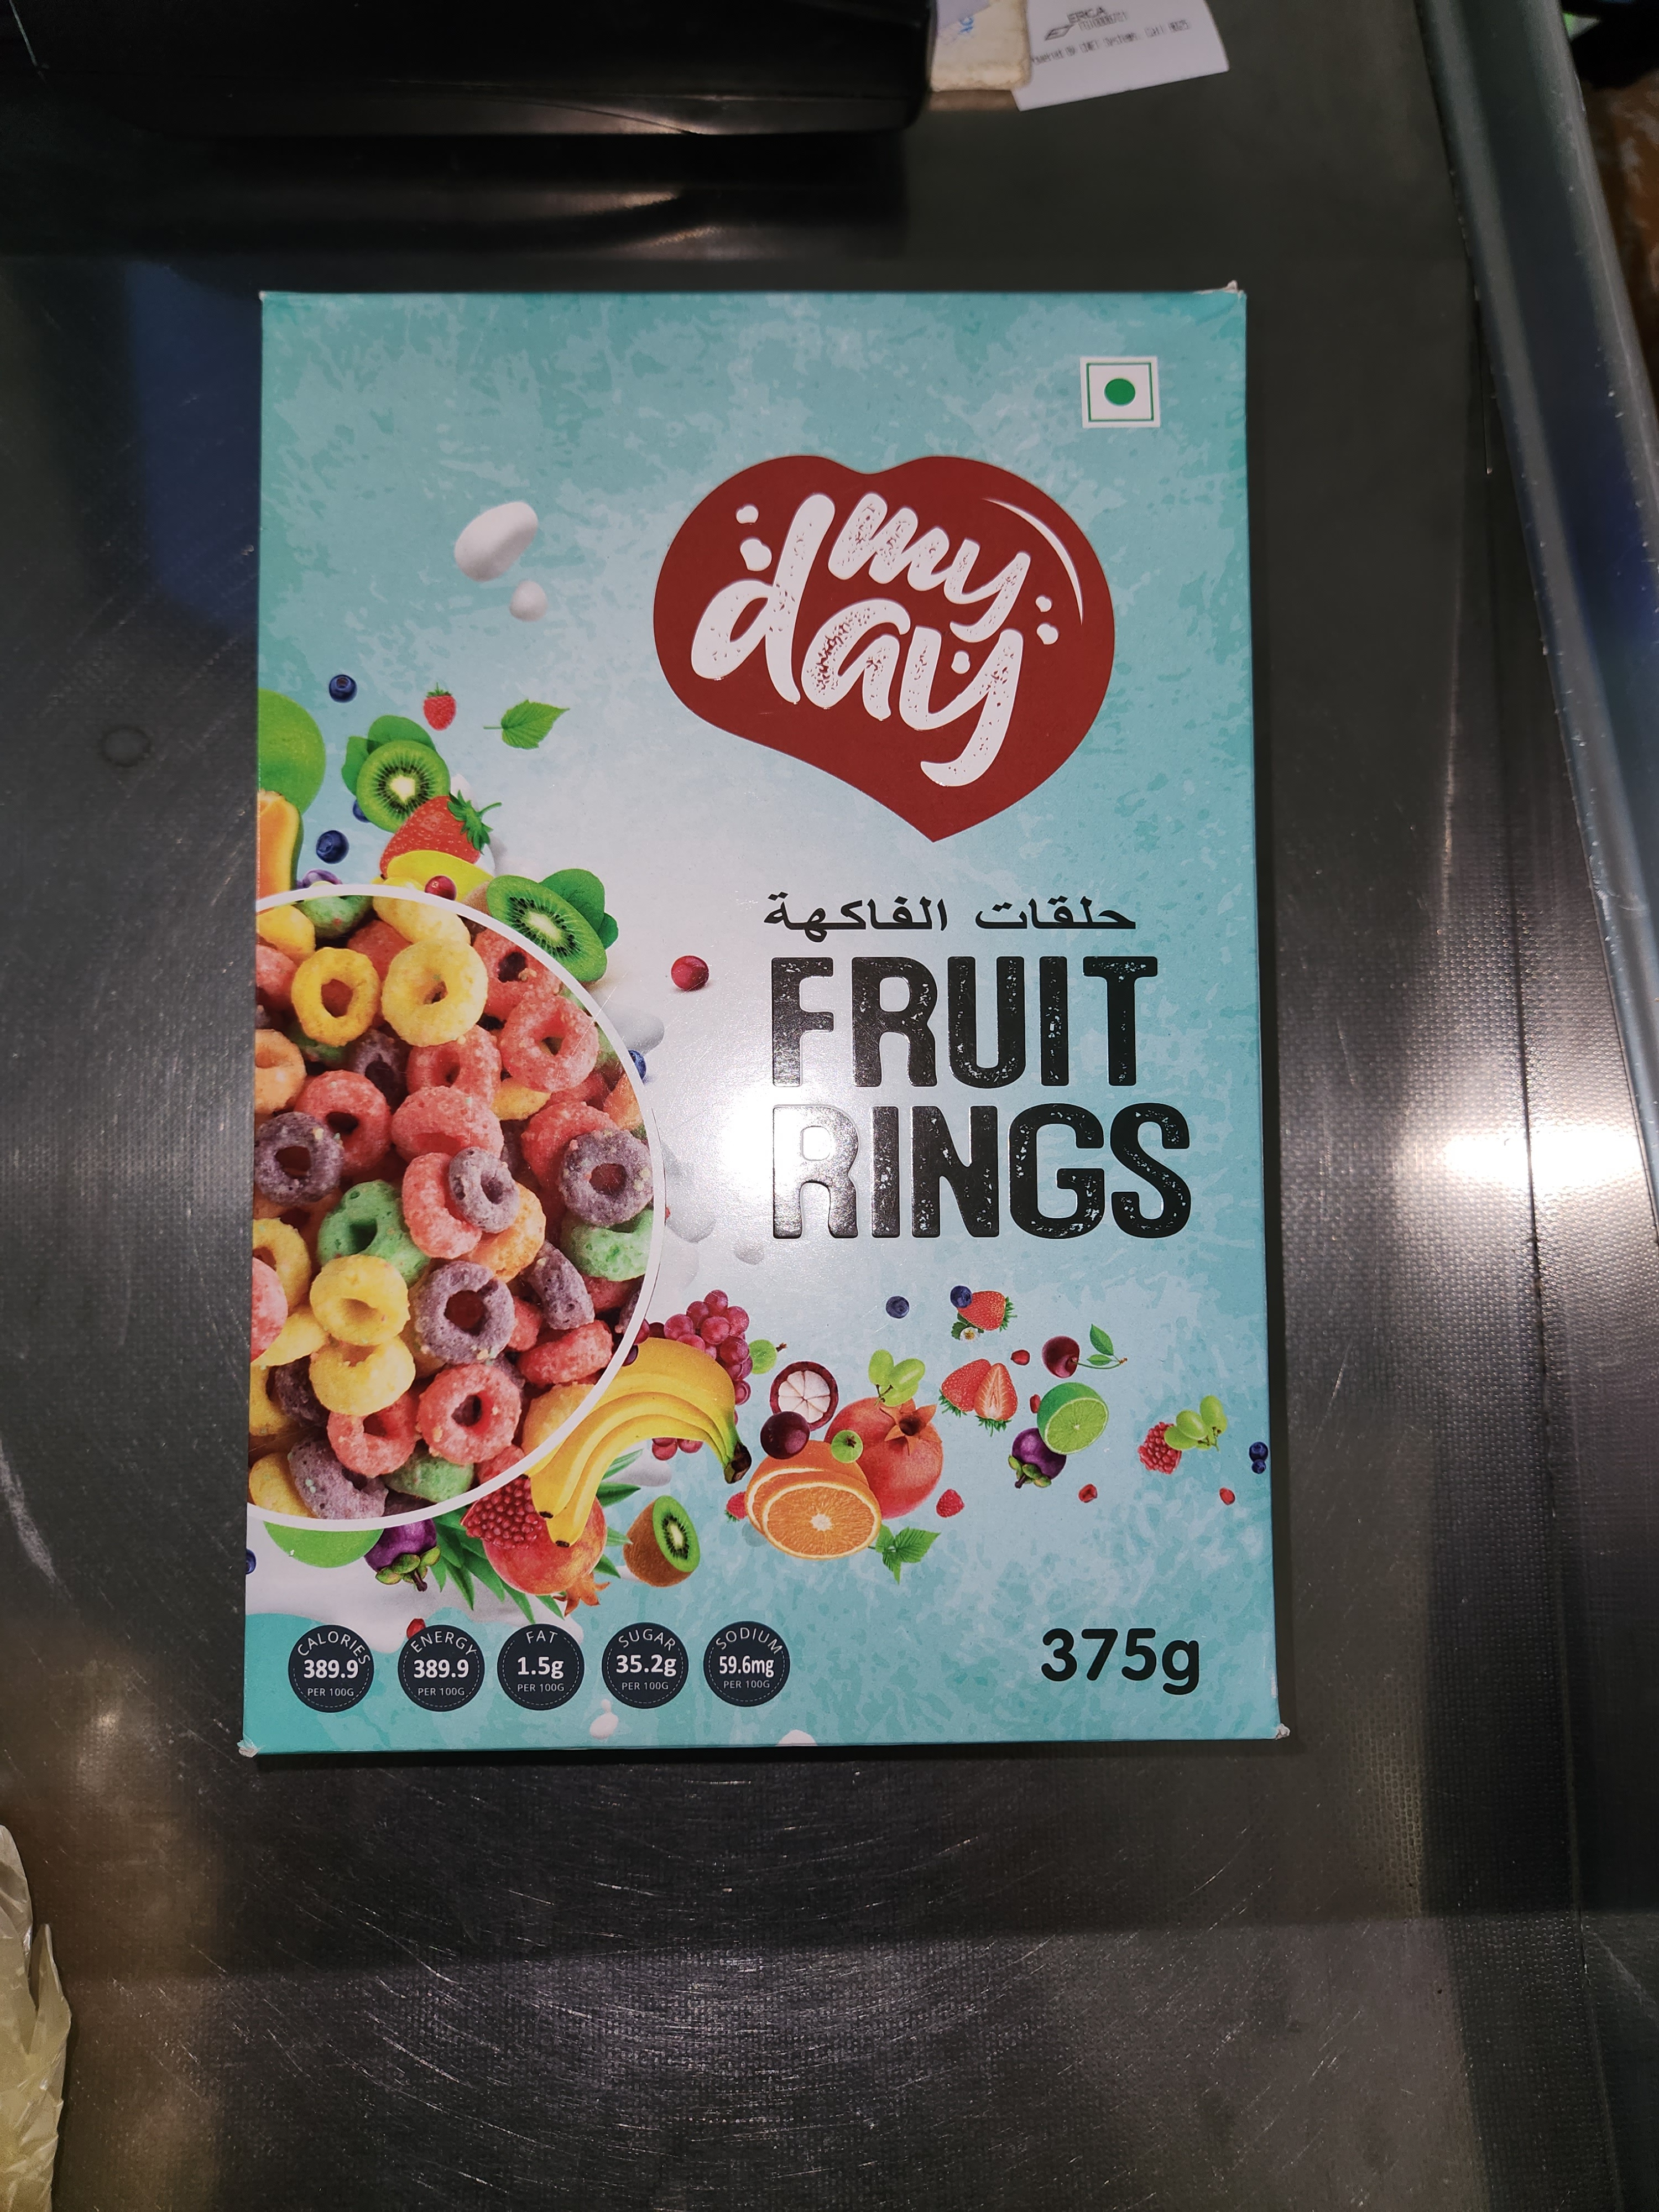 ERICA
my
day
حلقات الفاكهة
FRUIT
RINGS
CALORIES
389.9
PER 100G
ENERGY
389.9
PER 100G
FAT
1.5g
PER 100G
SUGAR
35.2g
PER 100G
SODIUM
59.6mg
PER 100G
375g